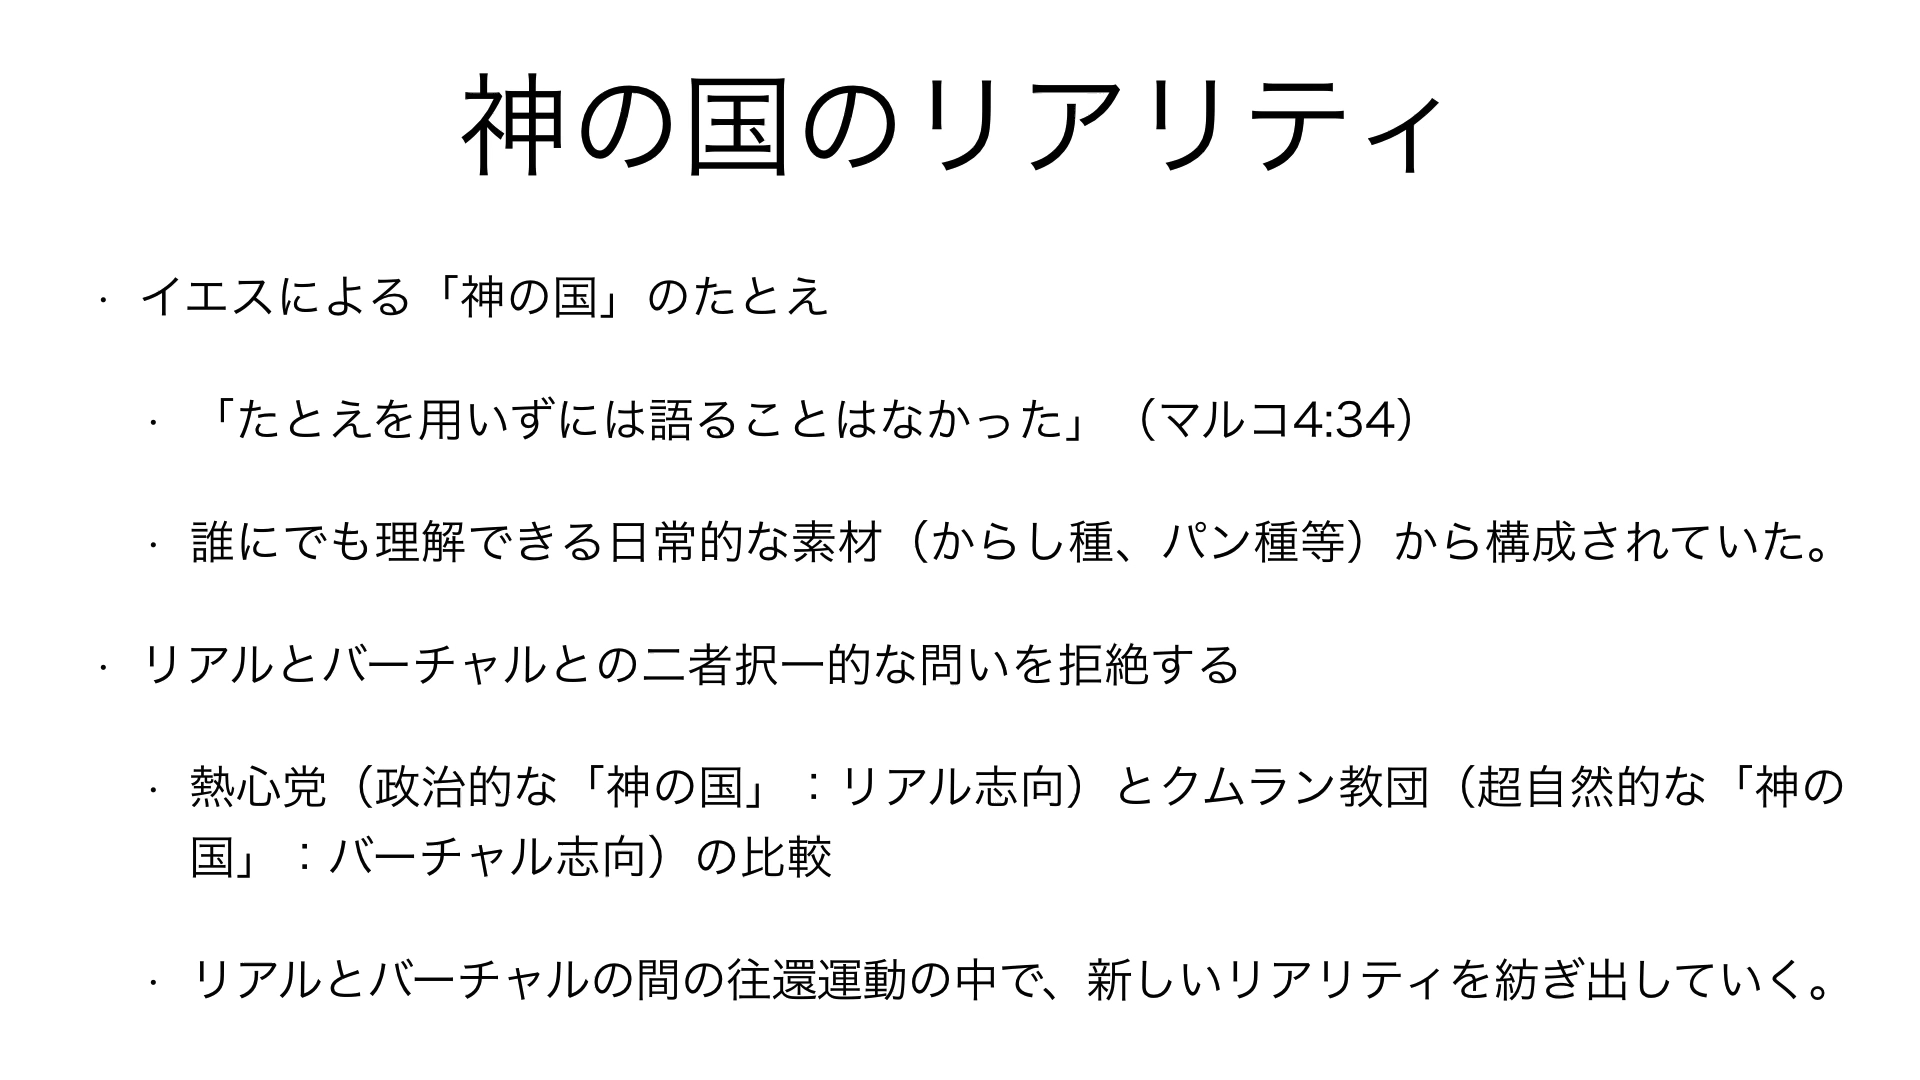 神の国のリアリティ
・イエスによる「神の国」のたとえ
・「たとえを用いずには語ることはなかった」（マルコ4:34）
・誰にでも理解できる日常的な素材（からし種、パン種等）から構成されていた。
・リアルとバーチャルとの二者択一的な問いを拒絶する
・熱心党（政治的な「神の国」：リアル志向）とクムラン教団（超自然的な「神の
国」：バーチャル志向）の比較
・リアルとバーチャルの間の往還運動の中で、新しいリアリティを紡ぎ出していく。